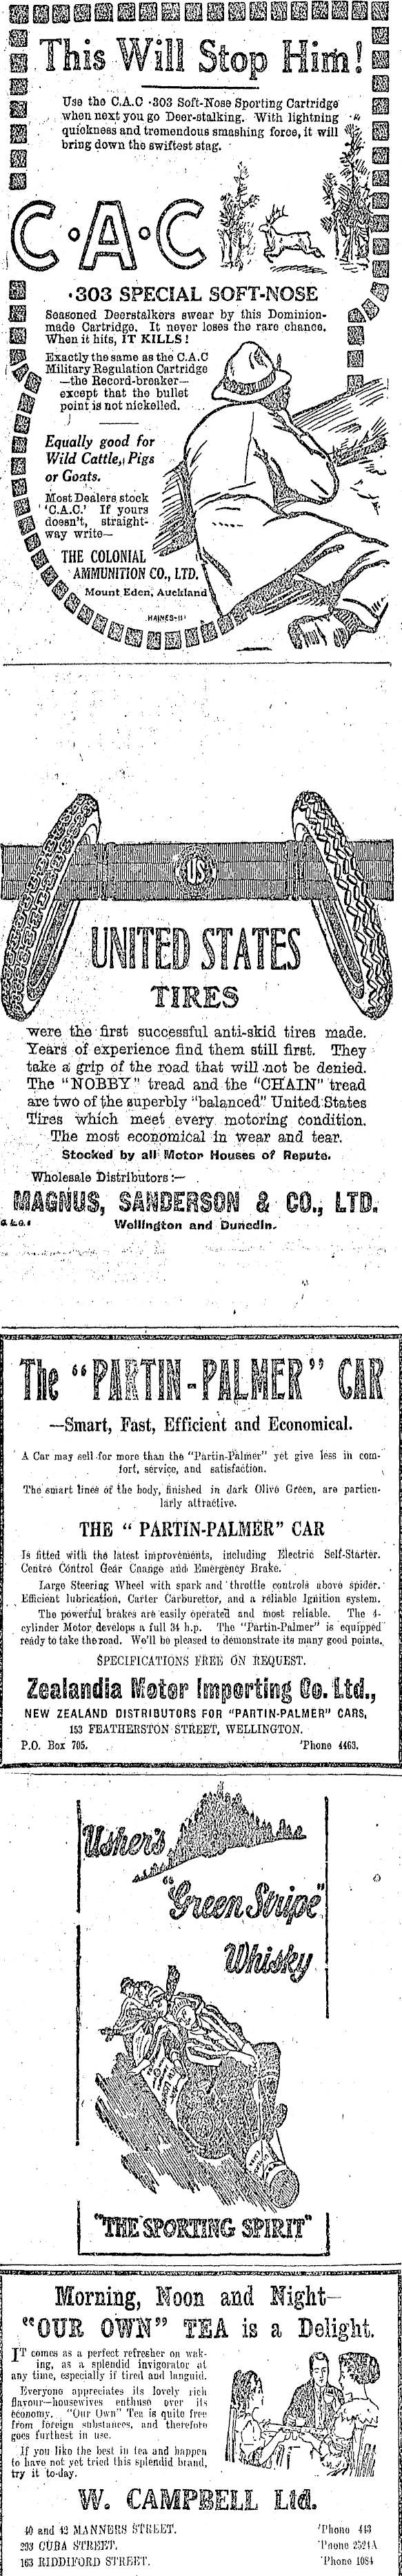 This Will Stop Him!
Use the C.A.C ·303 Soft-Nose Sporting Cartridge
when next you go Deer-stalking. With lightning
quickness and tremendous smashing force, it will
bring down the swiftest stag.
C·A·C
·303 SPECIAL SOFT-NOSE
Seasoned Deerstalkers swear by this Dominion-
made Cartridge. It never loses the rare chance.
When it hits, IT KILLS!
Exactly the same as the C.A.C
Military Regulation Cartridge
—the Record-breaker—
except that the bullet
point is not nickelled.
Equally good for
Wild Cattle, Pigs
or Goats.
Most Dealers stock
'C.A.C.' If yours
doesn't, straight-
way write—
THE COLONIAL
AMMUNITION CO., LTD.
Mount Eden, Auckland
HAINES-11
US
UNITED STATES
TIRES
were the first successful anti-skid tires made.
Years of experience find them still first. They
take a grip of the road that will not be denied.
The "NOBBY" tread and the "CHAIN" tread
are two of the superbly "balanced" United States
Tires which meet every motoring condition.
The most economical in wear and tear.
Stocked by all Motor Houses of Repute.
Wholesale Distributors:—
MAGNUS, SANDERSON & CO., LTD.
Wellington and Dunedin.
The "PARTIN-PALMER" CAR
—Smart, Fast, Efficient and Economical.
A Car may sell for more than the "Partin-Palmer" yet give less in com-
fort, service, and satisfaction.
The smart lines of the body, finished in dark Olive Green, are particu-
larly attractive.
THE "PARTIN-PALMER" CAR
Is fitted with the latest improvements, including Electric Self-Starter.
Centre Control Gear Change and Emergency Brake.
Large Steering Wheel with spark and throttle controls above spider.
Efficient lubrication, Carter Carburettor, and a reliable Ignition system.
The powerful brakes are easily operated and most reliable. The 4-
cylinder Motor develops a full 34 h.p. The "Partin-Palmer" is equipped
ready to take the road. We'll be pleased to demonstrate its many good points.
SPECIFICATIONS FREE ON REQUEST.
Zealandia Motor Importing Co. Ltd.,
NEW ZEALAND DISTRIBUTORS FOR "PARTIN-PALMER" CARS,
153 FEATHERSTON STREET, WELLINGTON.
P.O. Box 705. 'Phone 4463.
Usher's
"Green Stripe"
Whisky
"THE SPORTING SPIRIT"
Morning, Noon and Night—
"OUR OWN" TEA is a Delight.
IT comes as a perfect refresher on wak-
ing, as a splendid invigorator at
any time, especially if tired and languid.
Everyone appreciates its lovely rich
flavour—housewives enthuse over its
economy. "Our Own" Tea is quite free
from foreign substances, and therefore
goes furthest in use.
If you like the best in tea and happen
to have not yet tried this splendid brand,
try it to-day.
W. CAMPBELL Ltd.
40 and 42 MANNERS STREET. 'Phone 443
293 CUBA STREET. 'Phone 2521A
163 RIDDIFORD STREET. 'Phone 1084